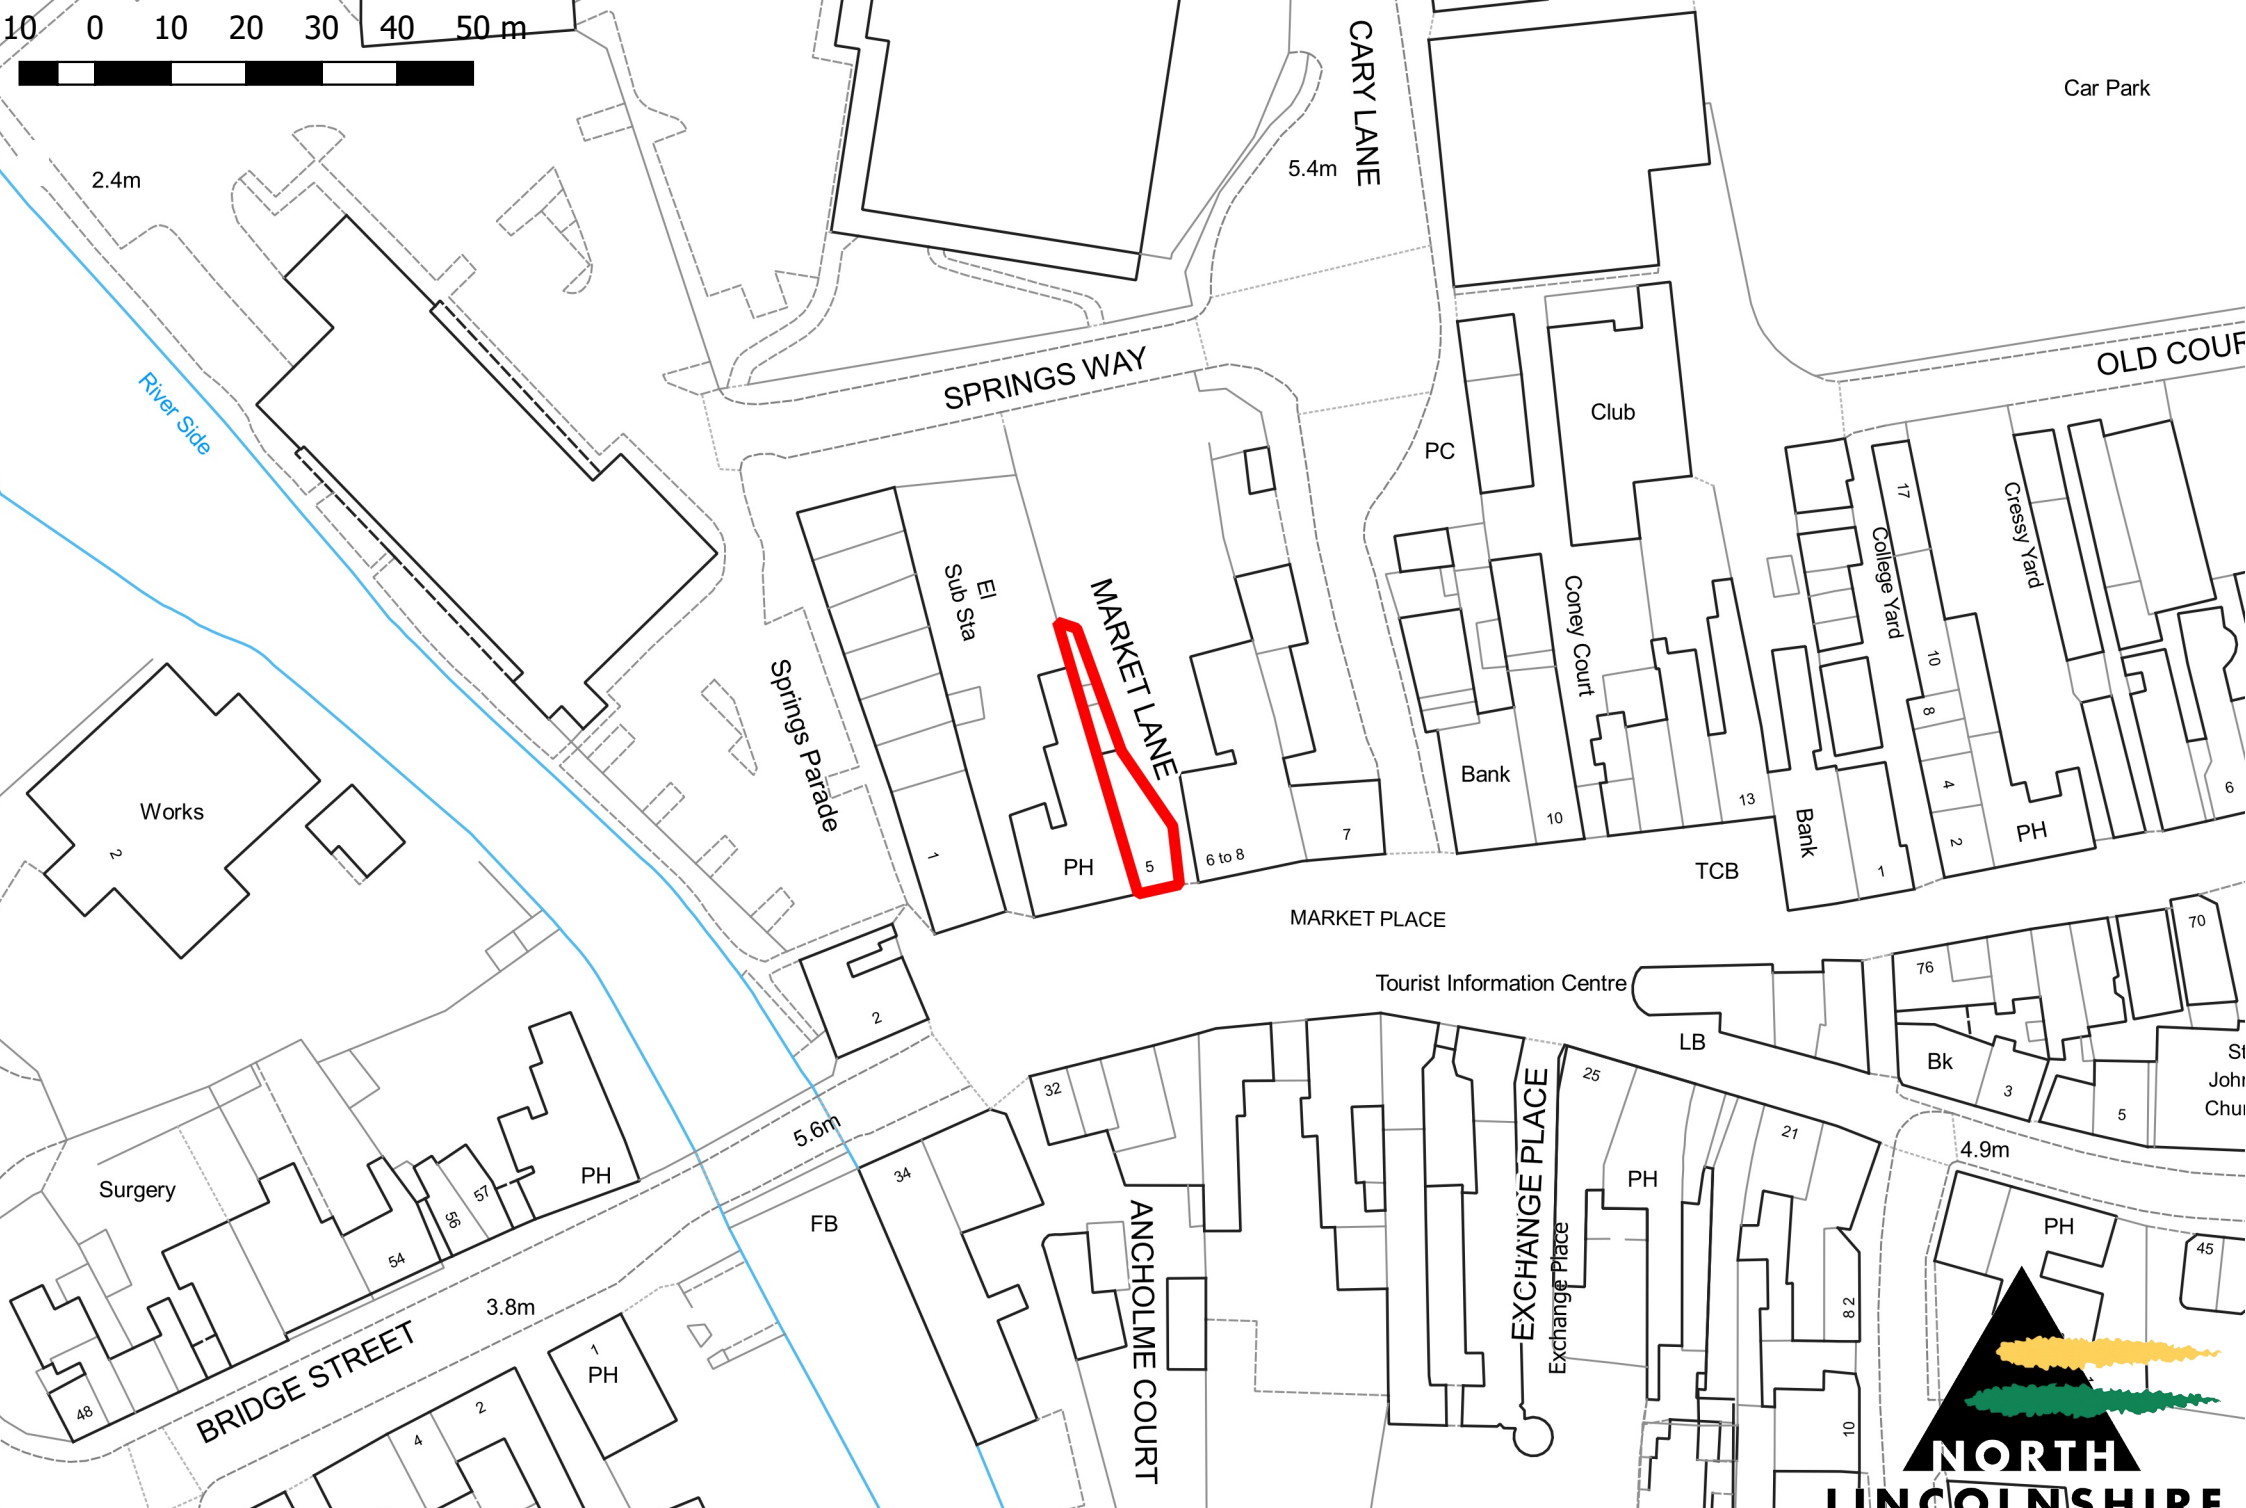 10 0 10 20 30 40 50 m
CARY LANE
Car Park
2.4m
5.4m
SPRINGS WAY
OLD COUR
River Side
Club
PC
17
Cressy Yard
College Yard
El
Sub Sta
MARKET LANE
Coney Court
Springs Parade
10
8
4
2
Works
2
Bank
10
13
Bank
1
PH
6
1
PH
5
6 to 8
7
TCB
MARKET PLACE
Tourist Information Centre
76
70
2
LB
Bk
3
5
St
John
Chur
32
25
21
5.6m
4.9m
34
EXCHANGE PLACE
Exchange Place
PH
Surgery
57
56
54
PH
FB
ANCHOLME COURT
PH
45
82
10
3.8m
BRIDGE STREET
48
1
PH
2
4
NORTH
LINCOLNSHIRE